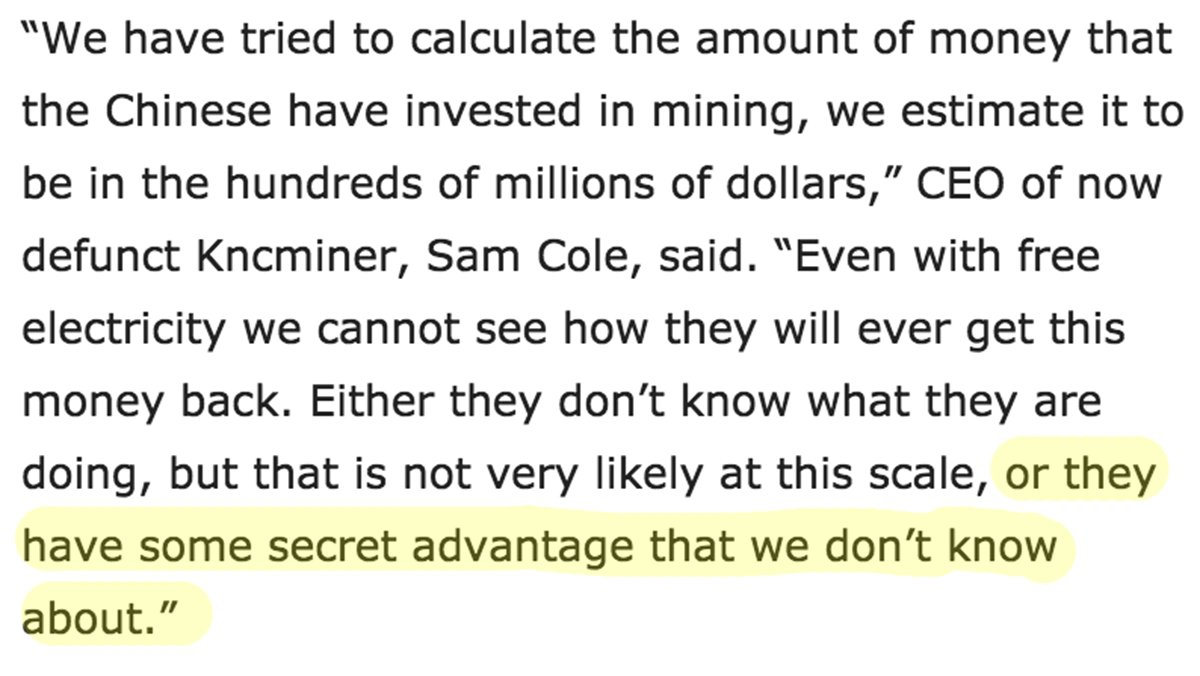 “We have tried to calculate the amount of money that
the Chinese have invested in mining, we estimate it to
be in the hundreds of millions of dollars,” CEO of now
defunct Kncminer, Sam Cole, said. “Even with free
electricity we cannot see how they will ever get this
money back. Either they don’t know what they are
doing, but that is not very likely at this scale, or they
have some secret advantage that we don’t know
about.”